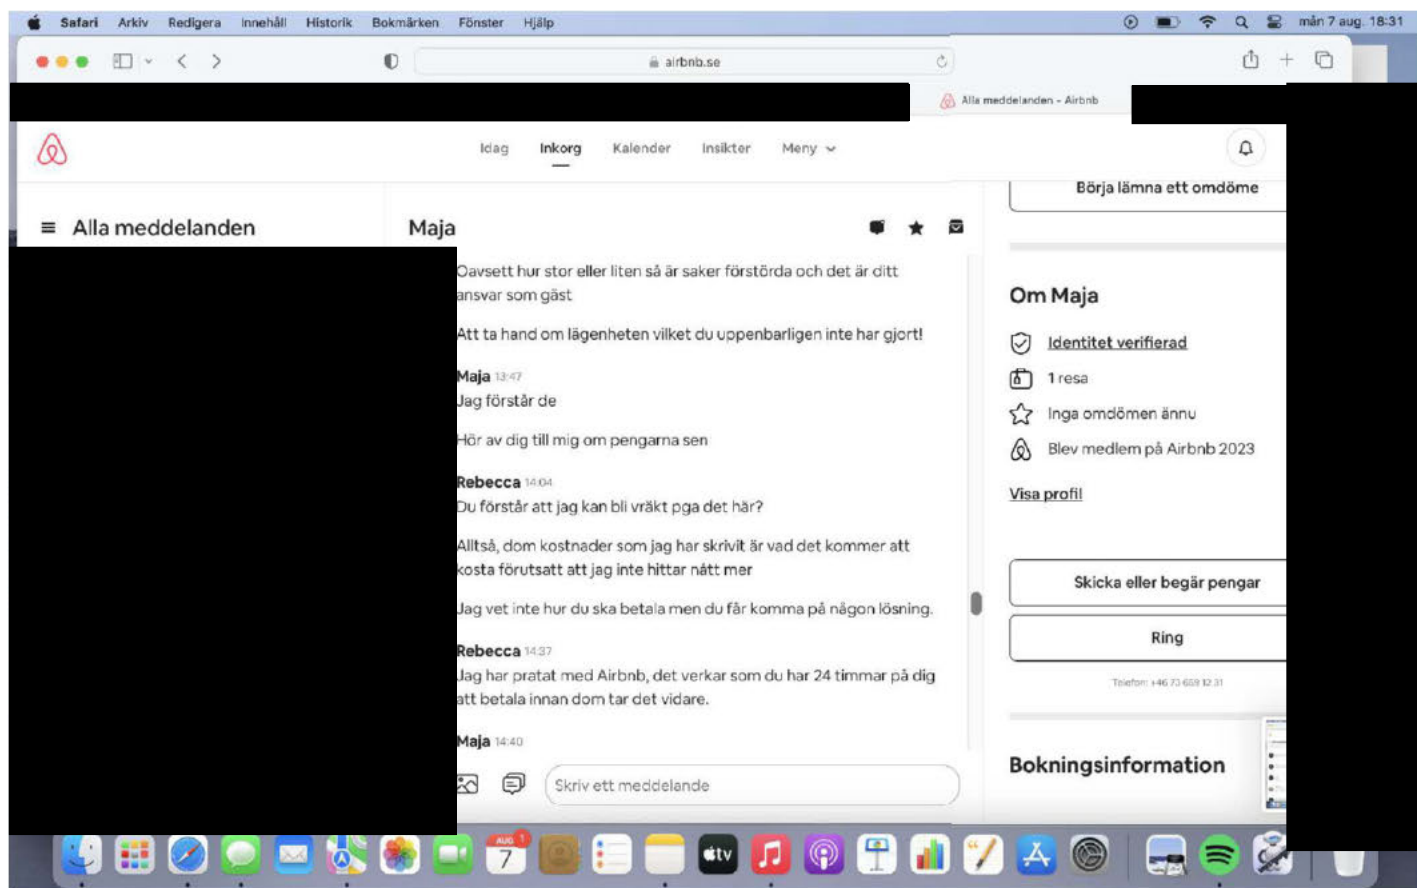 Safari Arkiv Redigera Innehåll Historik Bokmärken Fönster Hjälp
mån 7 aug. 18:31
airbnb.se
Alla meddelanden - Airbnb
Idag Inkorg Kalender Insikter Meny
Alla meddelanden
Maja
Oavsett hur stor eller liten så är saker förstörda och det är ditt
ansvar som gäst
Att ta hand om lägenheten vilket du uppenbarligen inte har gjort!
Maja 13:47
Jag förstår de
Hör av dig till mig om pengarna sen
Rebecca 14:04
Du förstår att jag kan bli vräkt pga det här?
Alltså, dom kostnader som jag har skrivit är vad det kommer att
kosta förutsatt att jag inte hittar nått mer
Jag vet inte hur du ska betala men du får komma på någon lösning.
Rebecca 14:37
Jag har pratat med Airbnb, det verkar som du har 24 timmar på dig
att betala innan dom tar det vidare.
Maja 14:40
Skriv ett meddelande
Börja lämna ett omdöme
Om Maja
Identitet verifierad
1 resa
Inga omdömen ännu
Blev medlem på Airbnb 2023
Visa profil
Skicka eller begär pengar
Ring
Telefon: +46 73 659 12 31
Bokningsinformation
AUG 1
7
tv